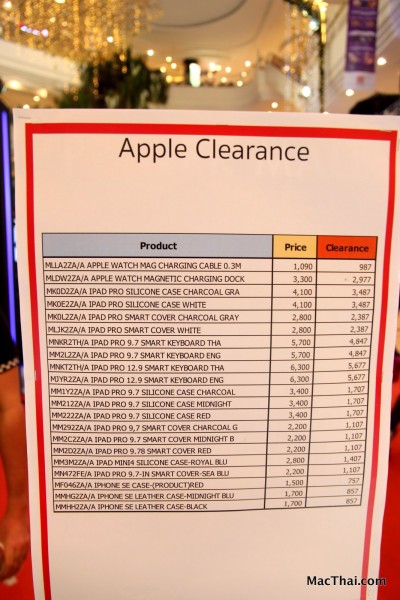 Apple Clearance
Product Price Clearance
MLLA2ZA/A APPLE WATCH MAG CHARGING CABLE 0.3M 1,090 987
MLDW2ZA/A APPLE WATCH MAGNETIC CHARGING DOCK 3,300 2,977
MK0D2ZA/A IPAD PRO SILICONE CASE CHARCOAL GRA 4,100 3,487
MK0E2ZA/A IPAD PRO SILICONE CASE WHITE 4,100 3,487
MK0L2ZA/A IPAD PRO SMART COVER CHARCOAL GRAY 2,800 2,387
MLJK2ZA/A IPAD PRO SMART COVER WHITE 2,800 2,387
MNKR2TH/A IPAD PRO 9.7 SMART KEYBOARD THA 5,700 4,847
MM2L2ZA/A IPAD PRO 9.7 SMART KEYBOARD ENG 5,700 4,847
MNKT2TH/A IPAD PRO 12.9 SMART KEYBOARD THA 6,300 5,677
MJYR2ZA/A IPAD PRO 12.9 SMART KEYBOARD ENG 6,300 5,677
MM1Y2ZA/A IPAD PRO 9.7 SILICONE CASE CHARCOAL 3,400 1,707
MM212ZA/A IPAD PRO 9.7 SILICONE CASE MIDNIGHT 3,400 1,707
MM222ZA/A IPAD PRO 9.7 SILICONE CASE RED 3,400 1,707
MM292ZA/A IPAD PRO 9,7 SMART COVER CHARCOAL G 2,200 1,107
MM2C2ZA/A IPAD PRO 9.7 SMART COVER MIDNIGHT B 2,200 1,107
MM2D2ZA/A IPAD PRO 9.78 SMART COVER RED 2,200 1,107
MM3M2ZA/A IPAD MINI4 SILICONE CASE-ROYAL BLU 2,800 1,407
MN472FE/A IPAD PRO 9.7-IN SMART COVER-SEA BLU 2,200 1,107
MF046ZA/A IPHONE SE CASE-(PRODUCT)RED 1,500 757
MMHG2ZA/A IPHONE SE LEATHER CASE-MIDNIGHT BLU 1,700 857
MMHH2ZA/A IPHONE SE LEATHER CASE-BLACK 1,700 857
MacThai.com